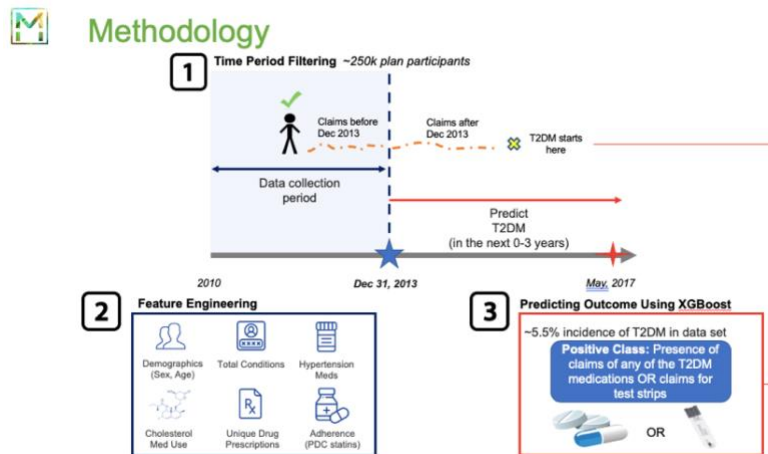 M
Methodology
1
Time Period Filtering ~250k plan participants
Claims before
Dec 2013
Claims after
Dec 2013
T2DM starts
here
Data collection
period
Predict
T2DM
(in the next 0-3 years)
2010
Dec 31, 2013
May, 2017
2
Feature Engineering
Demographics
(Sex, Age)
Total Conditions
Hypertension
Meds
Rx
Cholesterol
Med Use
Unique Drug
Prescriptions
Adherence
(PDC statins)
3
Predicting Outcome Using XGBoost
~5.5% incidence of T2DM in data set
Positive Class: Presence of
claims of any of the T2DM
medications OR claims for
test strips
OR